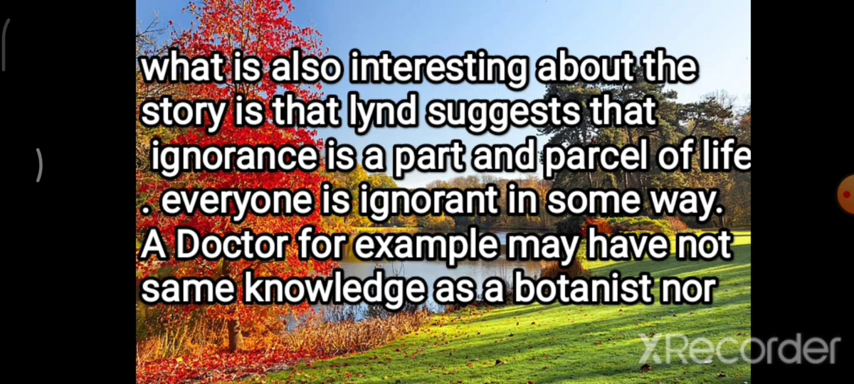 what is also interesting about the
story is that lynd suggests that
ignorance is a part and parcel of life
. everyone is ignorant in some way.
A Doctor for example may have not
same knowledge as a botanist nor
XRecorder